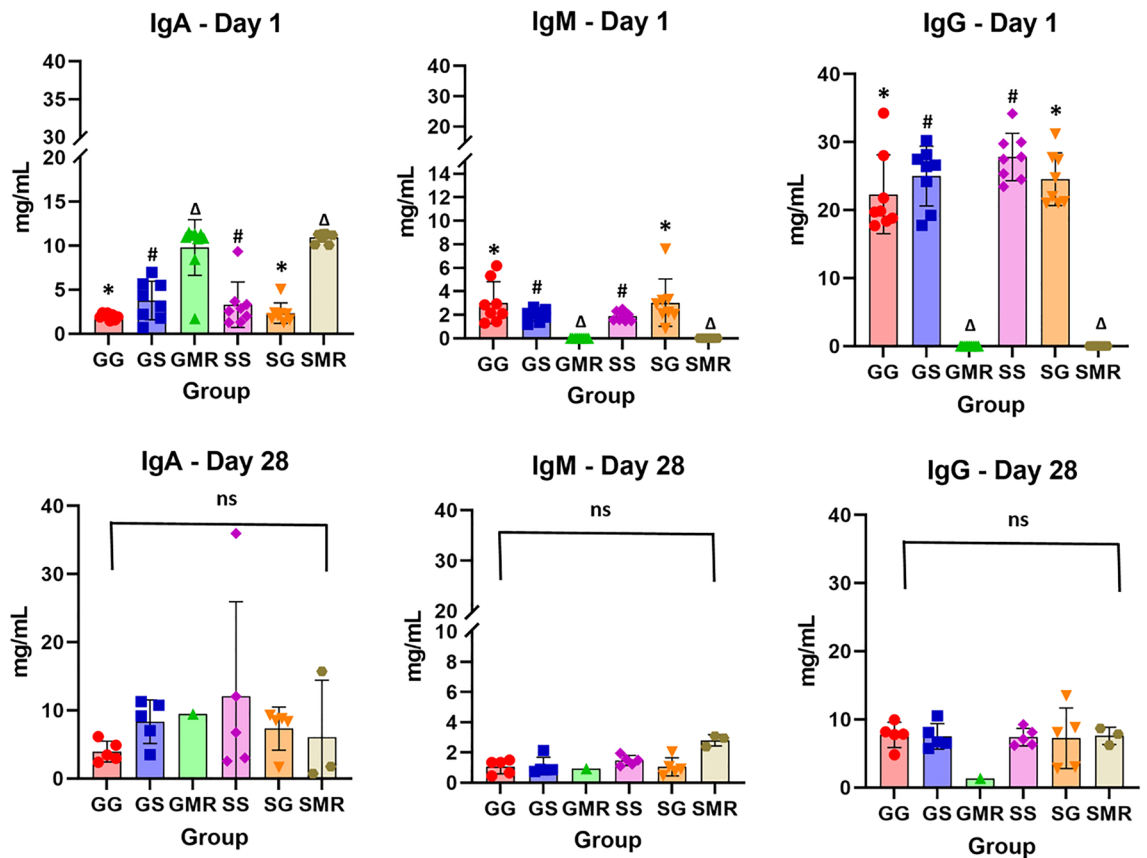 IgA - Day 1
40
35
30
20
15
10
5
0
mg/mL
*
#
Δ
#
*
Δ
GG GS GMR SS SG SMR
Group
IgM - Day 1
40
30
20
14
12
10
8
6
4
2
0
mg/mL
*
#
Δ
#
*
Δ
GG GS GMR SS SG SMR
Group
IgG - Day 1
40
30
20
10
0
mg/mL
*
#
Δ
#
*
Δ
GG GS GMR SS SG SMR
Group
IgA - Day 28
ns
40
30
20
10
0
mg/mL
GG GS GMR SS SG SMR
Group
IgM - Day 28
ns
40
30
20
10
8
6
4
2
0
mg/mL
GG GS GMR SS SG SMR
Group
IgG - Day 28
ns
40
30
20
10
0
mg/mL
GG GS GMR SS SG SMR
Group